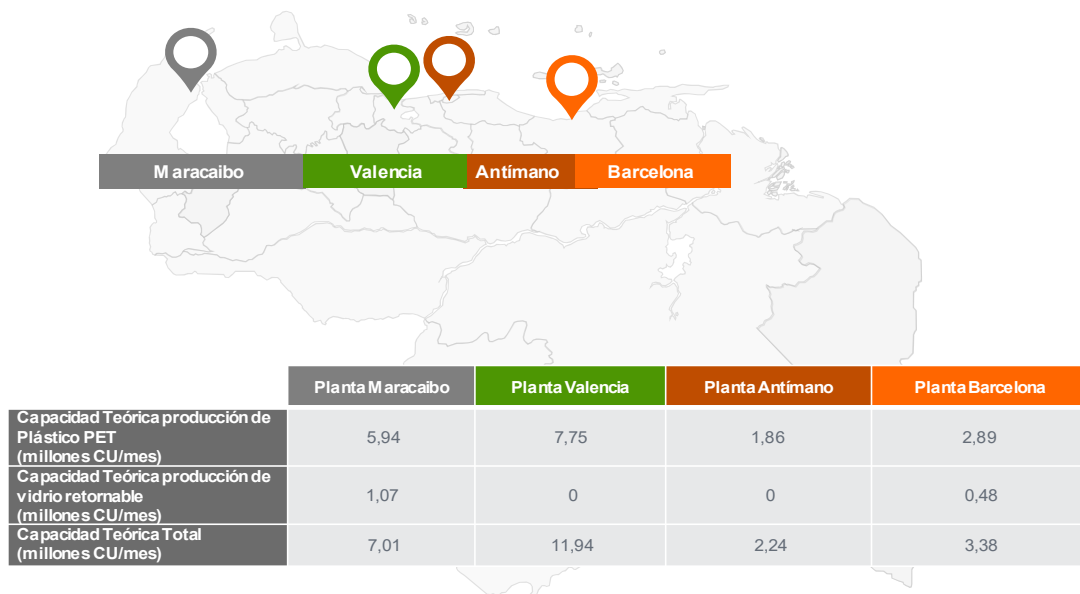 Maracaibo
Valencia
Antímano
Barcelona
Planta Maracaibo
Planta Valencia
Planta Antímano
Planta Barcelona
Capacidad Teórica producción de
Plástico PET
(millones CU/mes)
5,94
7,75
1,86
2,89
Capacidad Teórica producción de
vidrio retornable
(millones CU/mes)
1,07
0
0
0,48
Capacidad Teórica Total
(millones CU/mes)
7,01
11,94
2,24
3,38